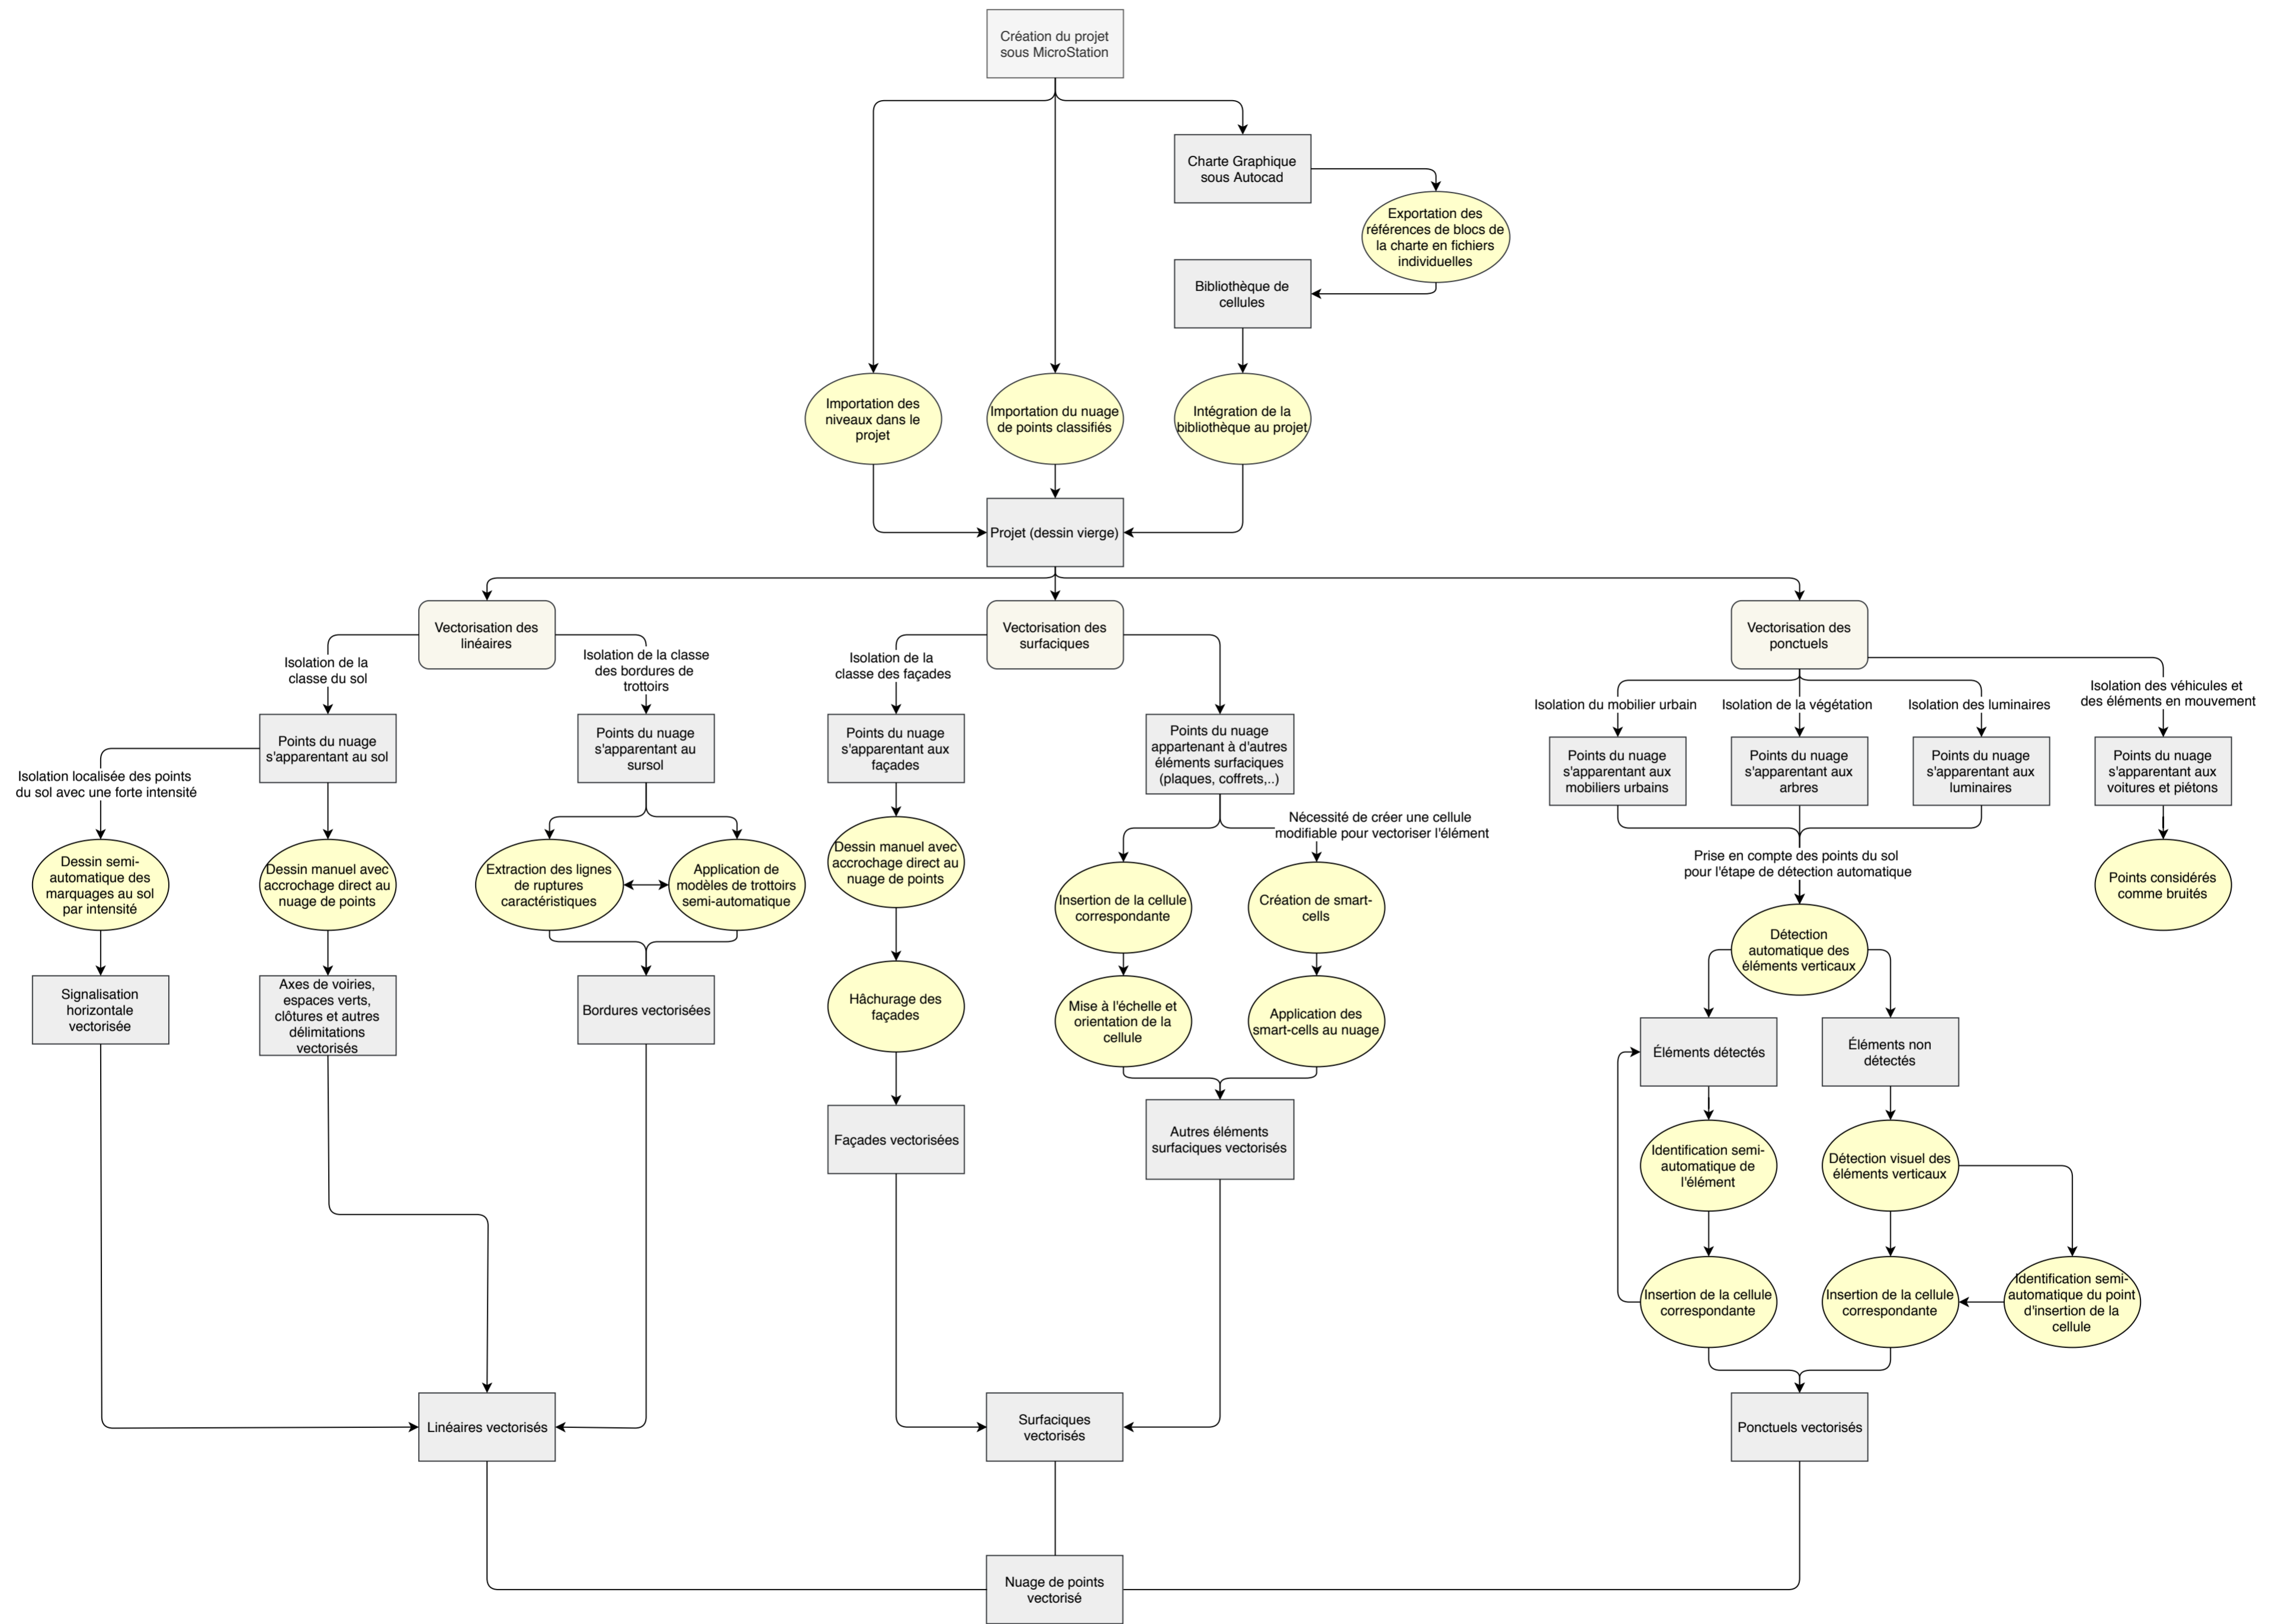 Création du projet
sous MicroStation
Charte Graphique
sous Autocad
Exportation des
références de blocs de
la charte en fichiers
individuelles
Bibliothèque de
cellules
Importation des
niveaux dans le
projet
Importation du nuage
de points classifiés
Intégration de la
bibliothèque au projet
Projet (dessin vierge)
Vectorisation des
linéaires
Vectorisation des
surfaciques
Vectorisation des
ponctuels
Isolation de la
classe du sol
Isolation de la classe
des bordures de
trottoirs
Isolation de la
classe des façades
Isolation du mobilier urbain
Isolation de la végétation
Isolation des luminaires
Isolation des véhicules et
des éléments en mouvement
Points du nuage
s'apparentant au sol
Points du nuage
s'apparentant au
sursol
Points du nuage
s'apparentant aux
façades
Points du nuage
appartenant à d'autres
éléments surfaciques
(plaques, coffrets,..)
Points du nuage
s'apparentant aux
mobiliers urbains
Points du nuage
s'apparentant aux
arbres
Points du nuage
s'apparentant aux
luminaires
Points du nuage
s'apparentant aux
voitures et piétons
Isolation localisée des points
du sol avec une forte intensité
Nécessité de créer une cellule
modifiable pour vectoriser l'élément
Prise en compte des points du sol
pour l'étape de détection automatique
Dessin semi-
automatique des
marquages au sol
par intensité
Dessin manuel avec
accrochage direct au
nuage de points
Extraction des lignes
de ruptures
caractéristiques
Application de
modèles de trottoirs
semi-automatique
Dessin manuel avec
accrochage direct au
nuage de points
Insertion de la cellule
correspondante
Création de smart-
cells
Points considérés
comme bruités
Détection
automatique des
éléments verticaux
Signalisation
horizontale
vectorisée
Axes de voiries,
espaces verts,
clôtures et autres
délimitations
vectorisés
Bordures vectorisées
Hâchurage des
façades
Mise à l'échelle et
orientation de la
cellule
Application des
smart-cells au nuage
Éléments détectés
Éléments non
détectés
Façades vectorisées
Autres éléments
surfaciques vectorisés
Identification semi-
automatique de
l'élément
Détection visuel des
éléments verticaux
Insertion de la cellule
correspondante
Insertion de la cellule
correspondante
Identification semi-
automatique du point
d'insertion de la
cellule
Linéaires vectorisés
Surfaciques
vectorisés
Ponctuels vectorisés
Nuage de points
vectorisé